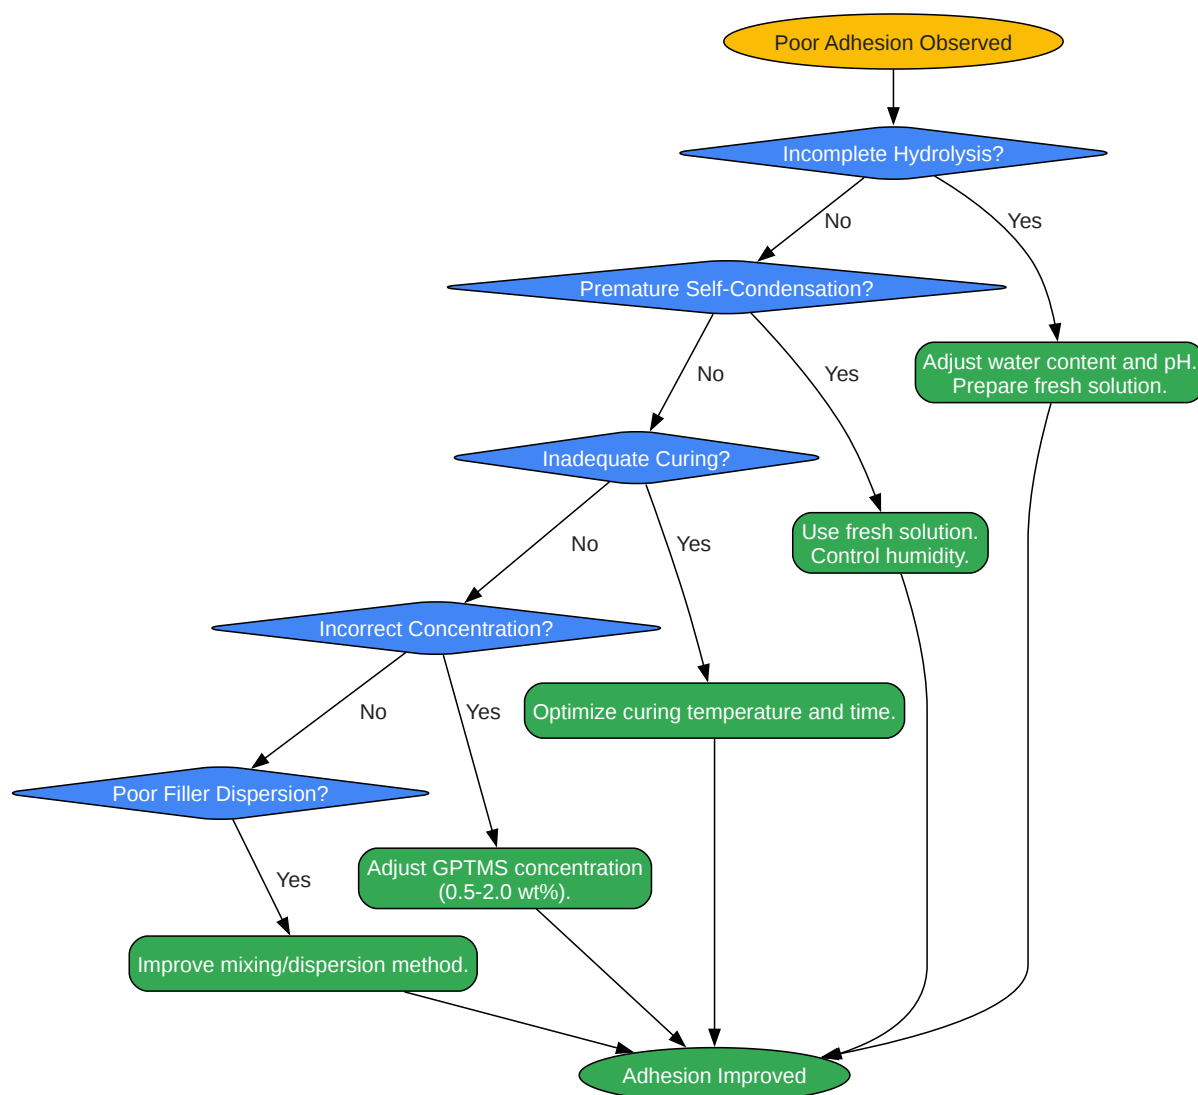 Poor Adhesion Observed
Incomplete Hydrolysis?
No
Yes
Premature Self-Condensation?
Adjust water content and pH.
Prepare fresh solution.
No
Yes
Inadequate Curing?
Use fresh solution.
Control humidity.
No
Yes
Incorrect Concentration?
Optimize curing temperature and time.
No
Yes
Poor Filler Dispersion?
Adjust GPTMS concentration
(0.5-2.0 wt%).
Yes
Improve mixing/dispersion method.
Adhesion Improved